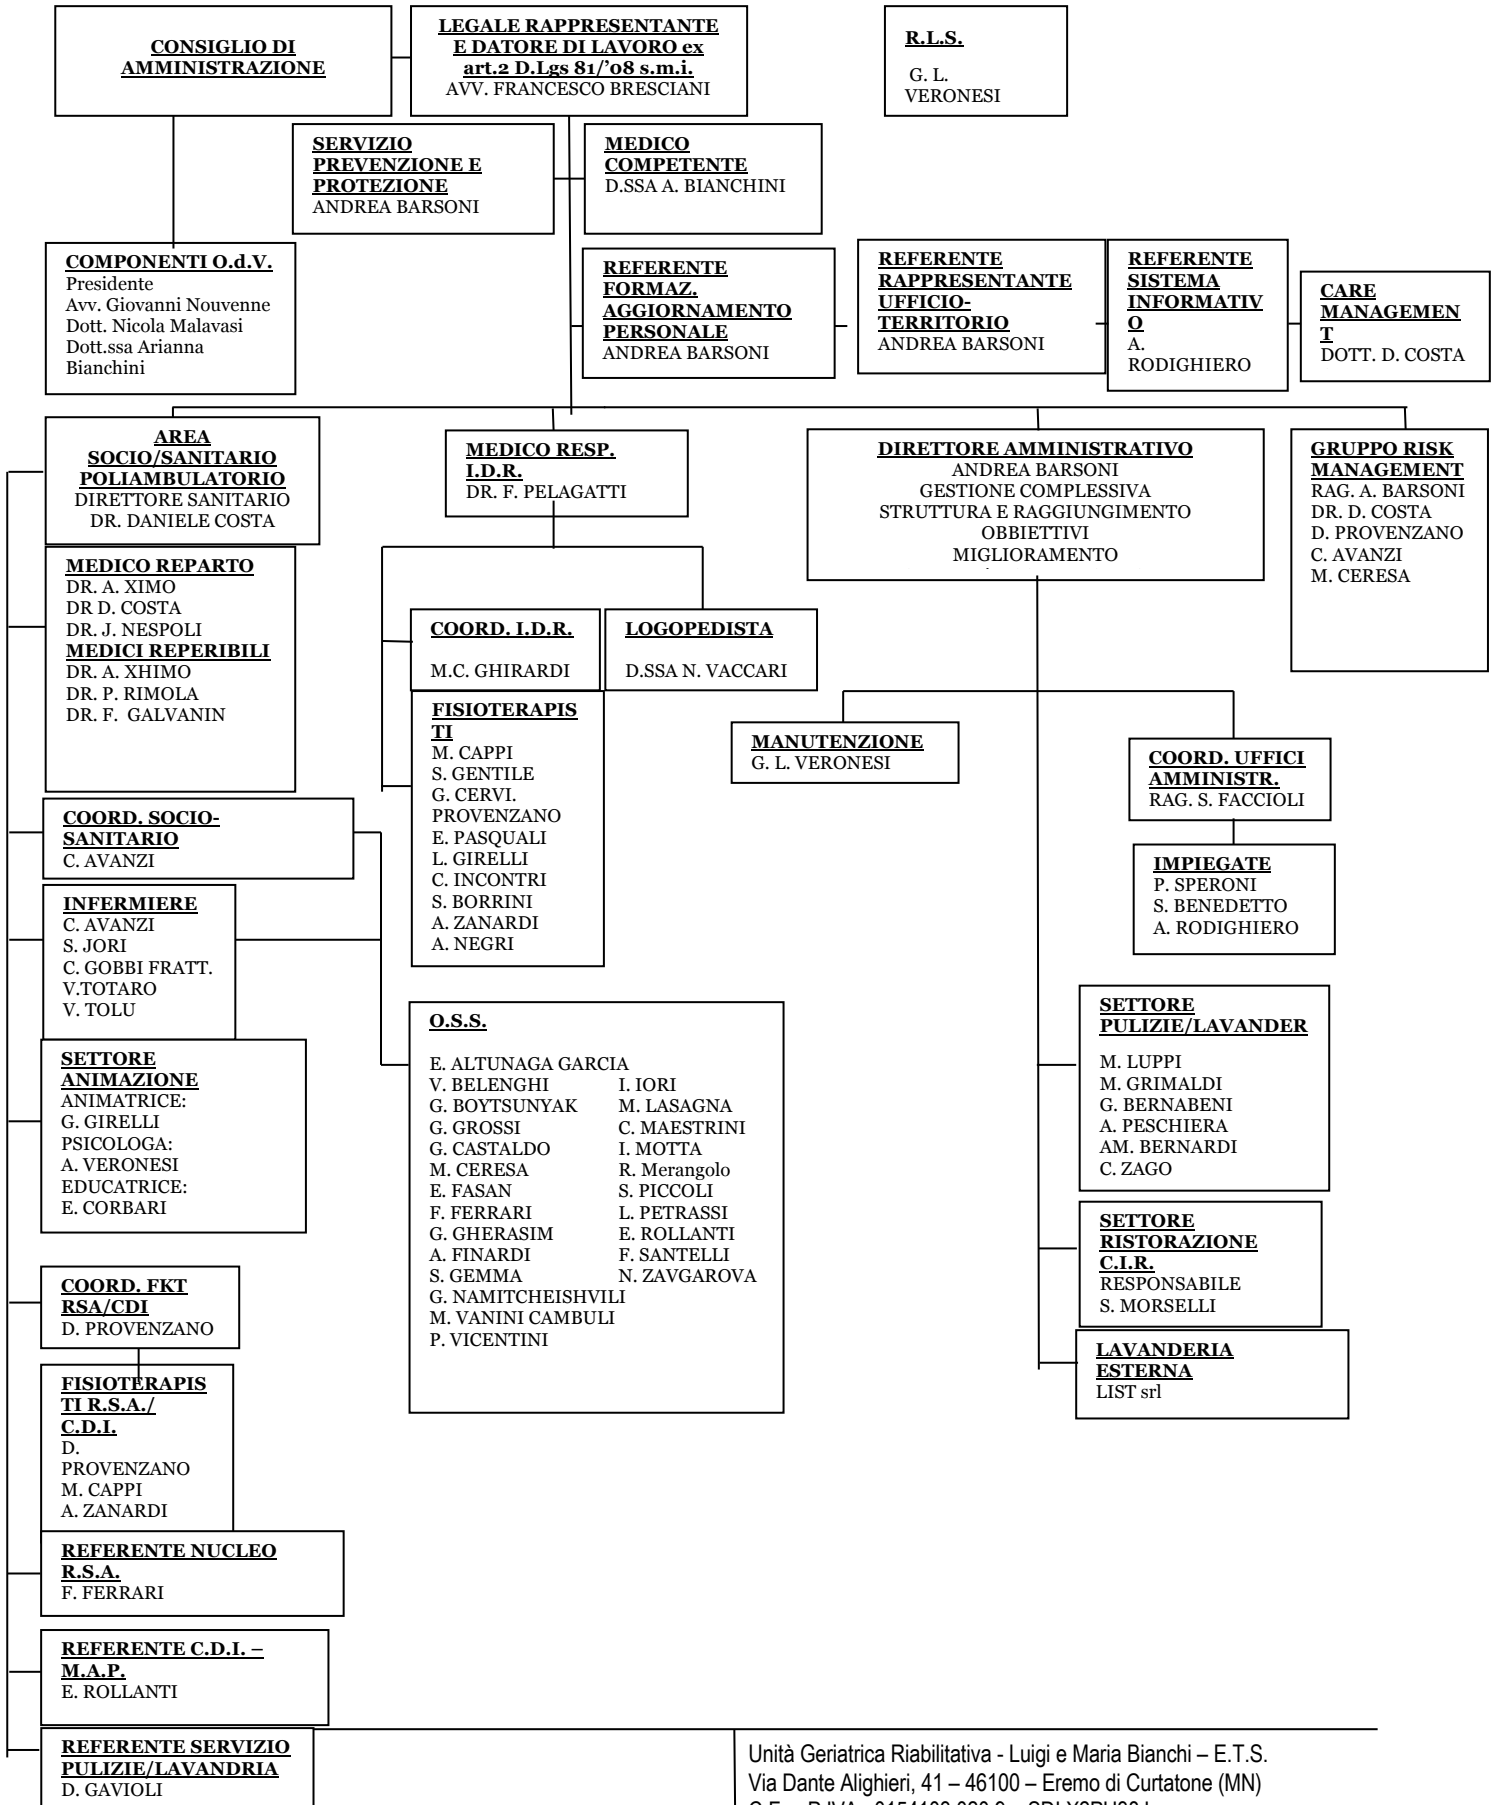 CONSIGLIO DI
AMMINISTRAZIONE
LEGALE RAPPRESENTANTE
E DATORE DI LAVORO ex
art.2 D.Lgs 81/'08 s.m.i.
AVV. FRANCESCO BRESCIANI
R.L.S.
G. L.
VERONESI
SERVIZIO
PREVENZIONE E
PROTEZIONE
ANDREA BARSONI
MEDICO
COMPETENTE
D.SSA A. BIANCHINI
COMPONENTI O.d.V.
Presidente
Avv. Giovanni Nouvenne
Dott. Nicola Malavasi
Dott.ssa Arianna
Bianchini
REFERENTE
FORMAZ.
AGGIORNAMENTO
PERSONALE
ANDREA BARSONI
REFERENTE
RAPPRESENTANTE
UFFICIO-
TERRITORIO
ANDREA BARSONI
REFERENTE
SISTEMA
INFORMATIV
O
A.
RODIGHIERO
CARE
MANAGEMEN
T
DOTT. D. COSTA
AREA
SOCIO/SANITARIO
POLIAMBULATORIO
DIRETTORE SANITARIO
DR. DANIELE COSTA
MEDICO RESP.
I.D.R.
DR. F. PELAGATTI
DIRETTORE AMMINISTRATIVO
ANDREA BARSONI
GESTIONE COMPLESSIVA
STRUTTURA E RAGGIUNGIMENTO
OBBIETTIVI
MIGLIORAMENTO
GRUPPO RISK
MANAGEMENT
RAG. A. BARSONI
DR. D. COSTA
D. PROVENZANO
C. AVANZI
M. CERESA
MEDICO REPARTO
DR. A. XIMO
DR D. COSTA
DR. J. NESPOLI
MEDICI REPERIBILI
DR. A. XHIMO
DR. P. RIMOLA
DR. F. GALVANIN
COORD. I.D.R.
M.C. GHIRARDI
LOGOPEDISTA
D.SSA N. VACCARI
FISIOTERAPIS
TI
M. CAPPI
S. GENTILE
G. CERVI.
PROVENZANO
E. PASQUALI
L. GIRELLI
C. INCONTRI
S. BORRINI
A. ZANARDI
A. NEGRI
MANUTENZIONE
G. L. VERONESI
COORD. UFFICI
AMMINISTR.
RAG. S. FACCIOLI
IMPIEGATE
P. SPERONI
S. BENEDETTO
A. RODIGHIERO
COORD. SOCIO-
SANITARIO
C. AVANZI
INFERMIERE
C. AVANZI
S. JORI
C. GOBBI FRATT.
V.TOTARO
V. TOLU
O.S.S.
E. ALTUNAGA GARCIA
V. BELENGHI I. IORI
G. BOYTSUNYAK M. LASAGNA
G. GROSSI C. MAESTRINI
G. CASTALDO I. MOTTA
M. CERESA R. Merangolo
E. FASAN S. PICCOLI
F. FERRARI L. PETRASSI
G. GHERASIM E. ROLLANTI
A. FINARDI F. SANTELLI
S. GEMMA N. ZAVGAROVA
G. NAMITCHEISHVILI
M. VANINI CAMBULI
P. VICENTINI
SETTORE
PULIZIE/LAVANDER
M. LUPPI
M. GRIMALDI
G. BERNABENI
A. PESCHIERA
AM. BERNARDI
C. ZAGO
SETTORE
ANIMAZIONE
ANIMATRICE:
G. GIRELLI
PSICOLOGA:
A. VERONESI
EDUCATRICE:
E. CORBARI
SETTORE
RISTORAZIONE
C.I.R.
RESPONSABILE
S. MORSELLI
LAVANDERIA
ESTERNA
LIST srl
COORD. FKT
RSA/CDI
D. PROVENZANO
FISIOTERAPIS
TI R.S.A./
C.D.I.
D.
PROVENZANO
M. CAPPI
A. ZANARDI
REFERENTE NUCLEO
R.S.A.
F. FERRARI
REFERENTE C.D.I. –
M.A.P.
E. ROLLANTI
REFERENTE SERVIZIO
PULIZIE/LAVANDRIA
D. GAVIOLI
Unità Geriatrica Riabilitativa - Luigi e Maria Bianchi – E.T.S.
Via Dante Alighieri, 41 – 46100 – Eremo di Curtatone (MN)